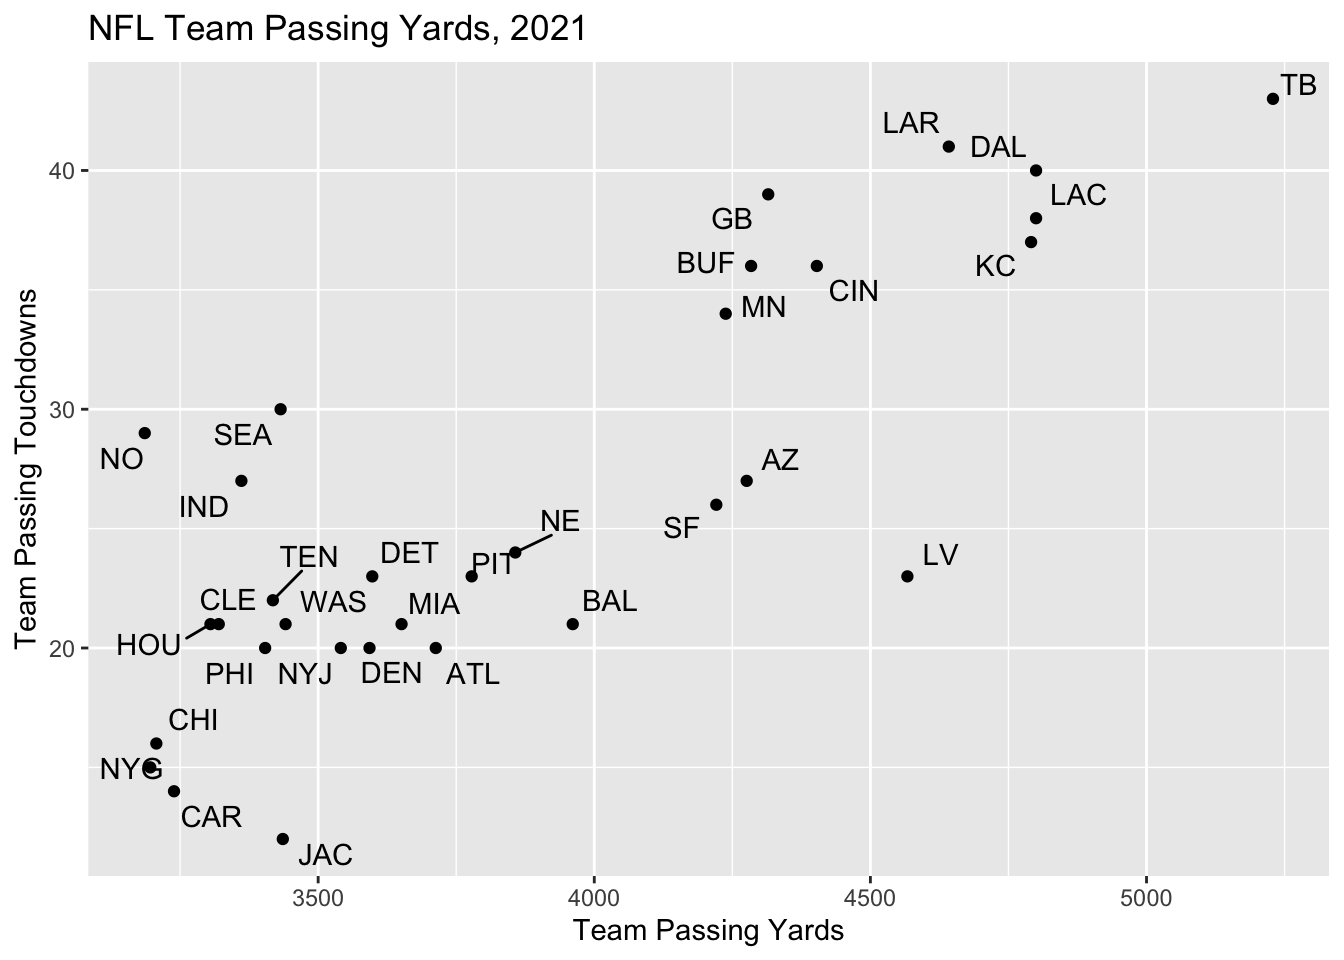 NFL Team Passing Yards, 2021
TB
LAR
DAL
40
LAC
GB
BUF
KC
CIN
MN
Team Passing Touchdowns
30
SEA
NO
AZ
IND
NE
SF
TEN
DET
PIT
LV
CLE
WAS
MIA
BAL
HOU
20
PHI
NYJ
DEN
ATL
CHI
NYG
CAR
JAC
3500
4000
4500
5000
Team Passing Yards